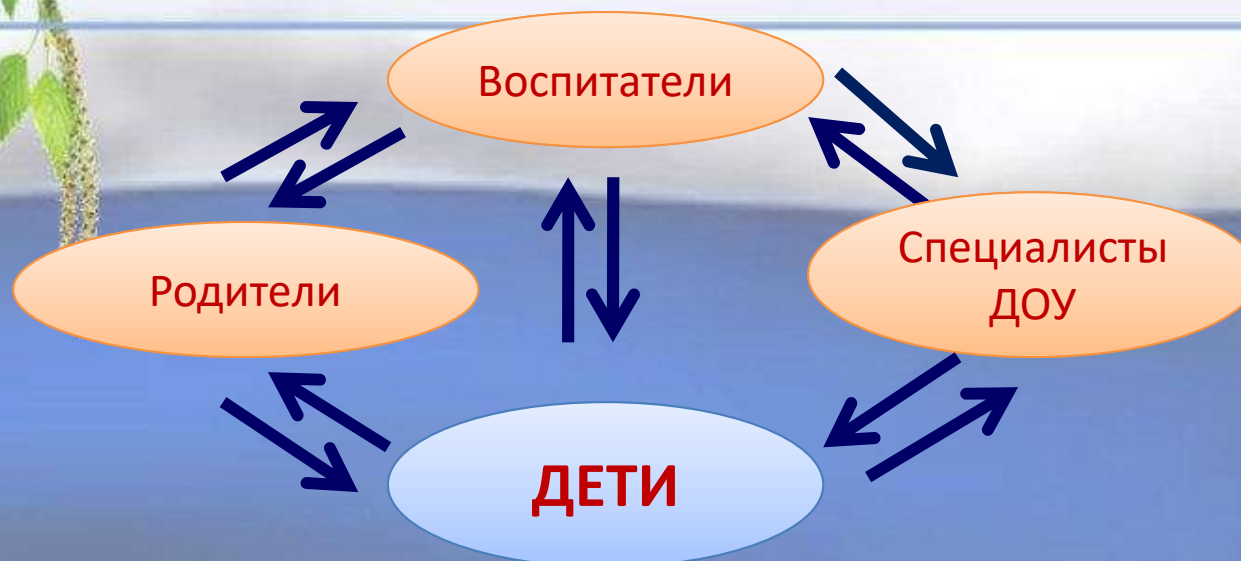 Воспитатели
Родители
Специалисты
ДОУ
ДЕТИ